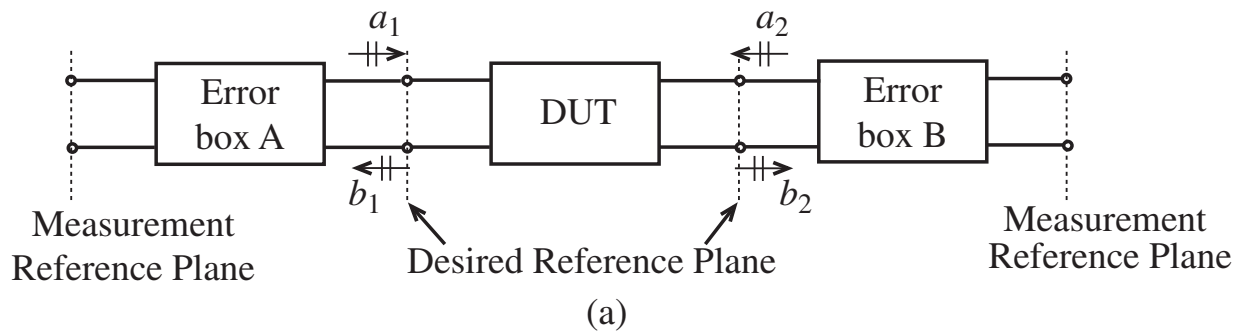 a1
a2
Error
box A
DUT
Error
box B
b1
b2
Measurement
Reference Plane
Desired Reference Plane
Measurement
Reference Plane
(a)